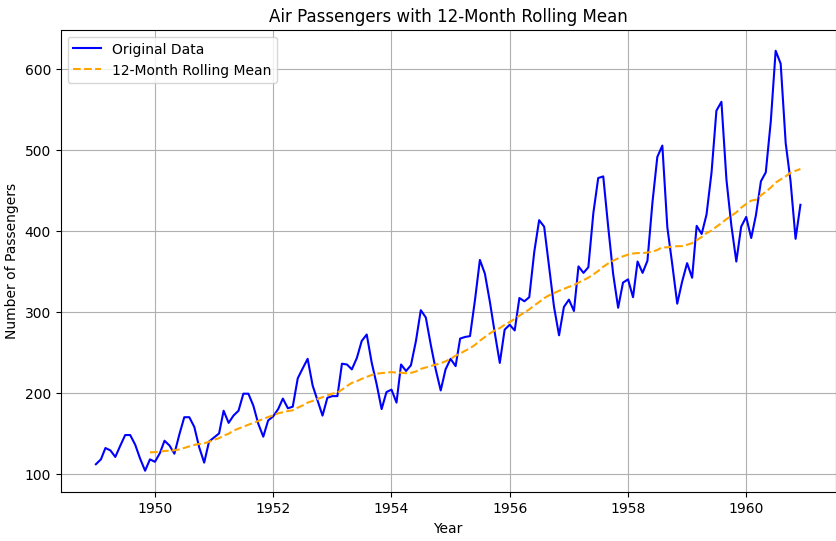 Air Passengers with 12-Month Rolling Mean
Original Data
12-Month Rolling Mean
600
500
400
300
200
100
Number of Passengers
1950 1952 1954 1956 1958 1960
Year